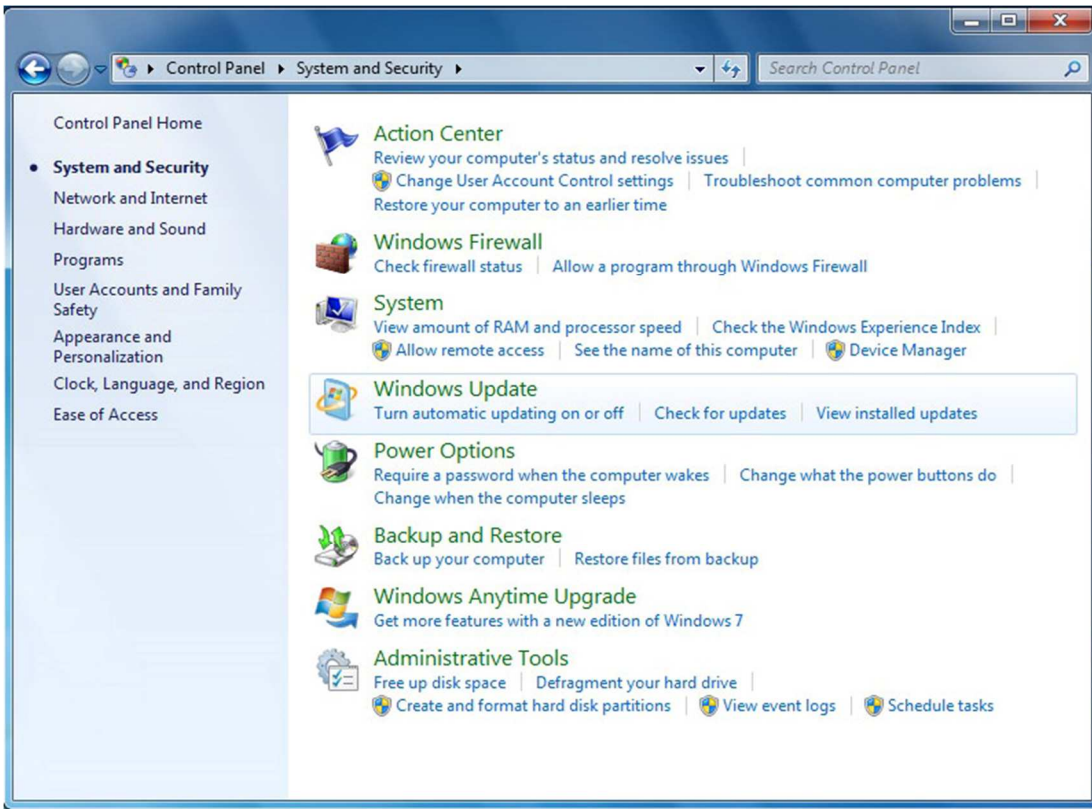 Control Panel System and Security Search Control Panel
Control Panel Home
System and Security
Network and Internet
Hardware and Sound
Programs
User Accounts and Family
Safety
Appearance and
Personalization
Clock, Language, and Region
Ease of Access
Action Center
Review your computer's status and resolve issues
Change User Account Control settings Troubleshoot common computer problems
Restore your computer to an earlier time
Windows Firewall
Check firewall status Allow a program through Windows Firewall
System
View amount of RAM and processor speed Check the Windows Experience Index
Allow remote access See the name of this computer Device Manager
Windows Update
Turn automatic updating on or off Check for updates View installed updates
Power Options
Require a password when the computer wakes Change what the power buttons do
Change when the computer sleeps
Backup and Restore
Back up your computer Restore files from backup
Windows Anytime Upgrade
Get more features with a new edition of Windows 7
Administrative Tools
Free up disk space Defragment your hard drive
Create and format hard disk partitions View event logs Schedule tasks